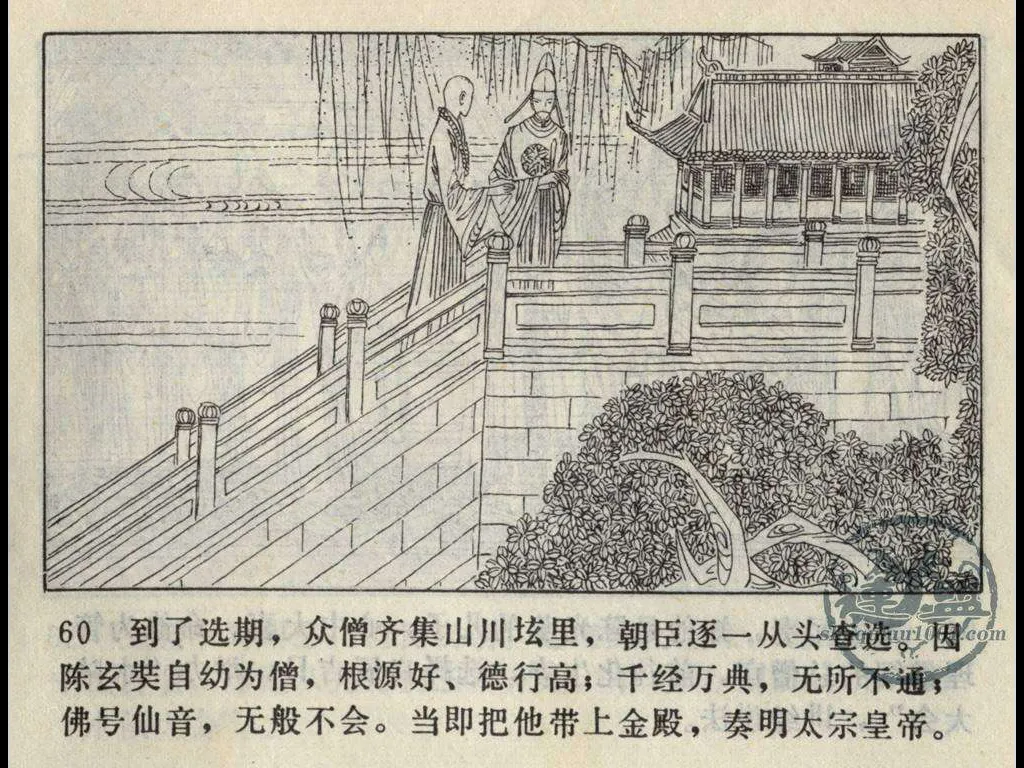 60 到了选期，众僧齐集山川坛里，朝臣逐一从头查选。因
陈玄奘自幼为僧，根源好、德行高；千经万典，无所不通；
佛号仙音，无般不会。当即把他带上金殿，奏明太宗皇帝。